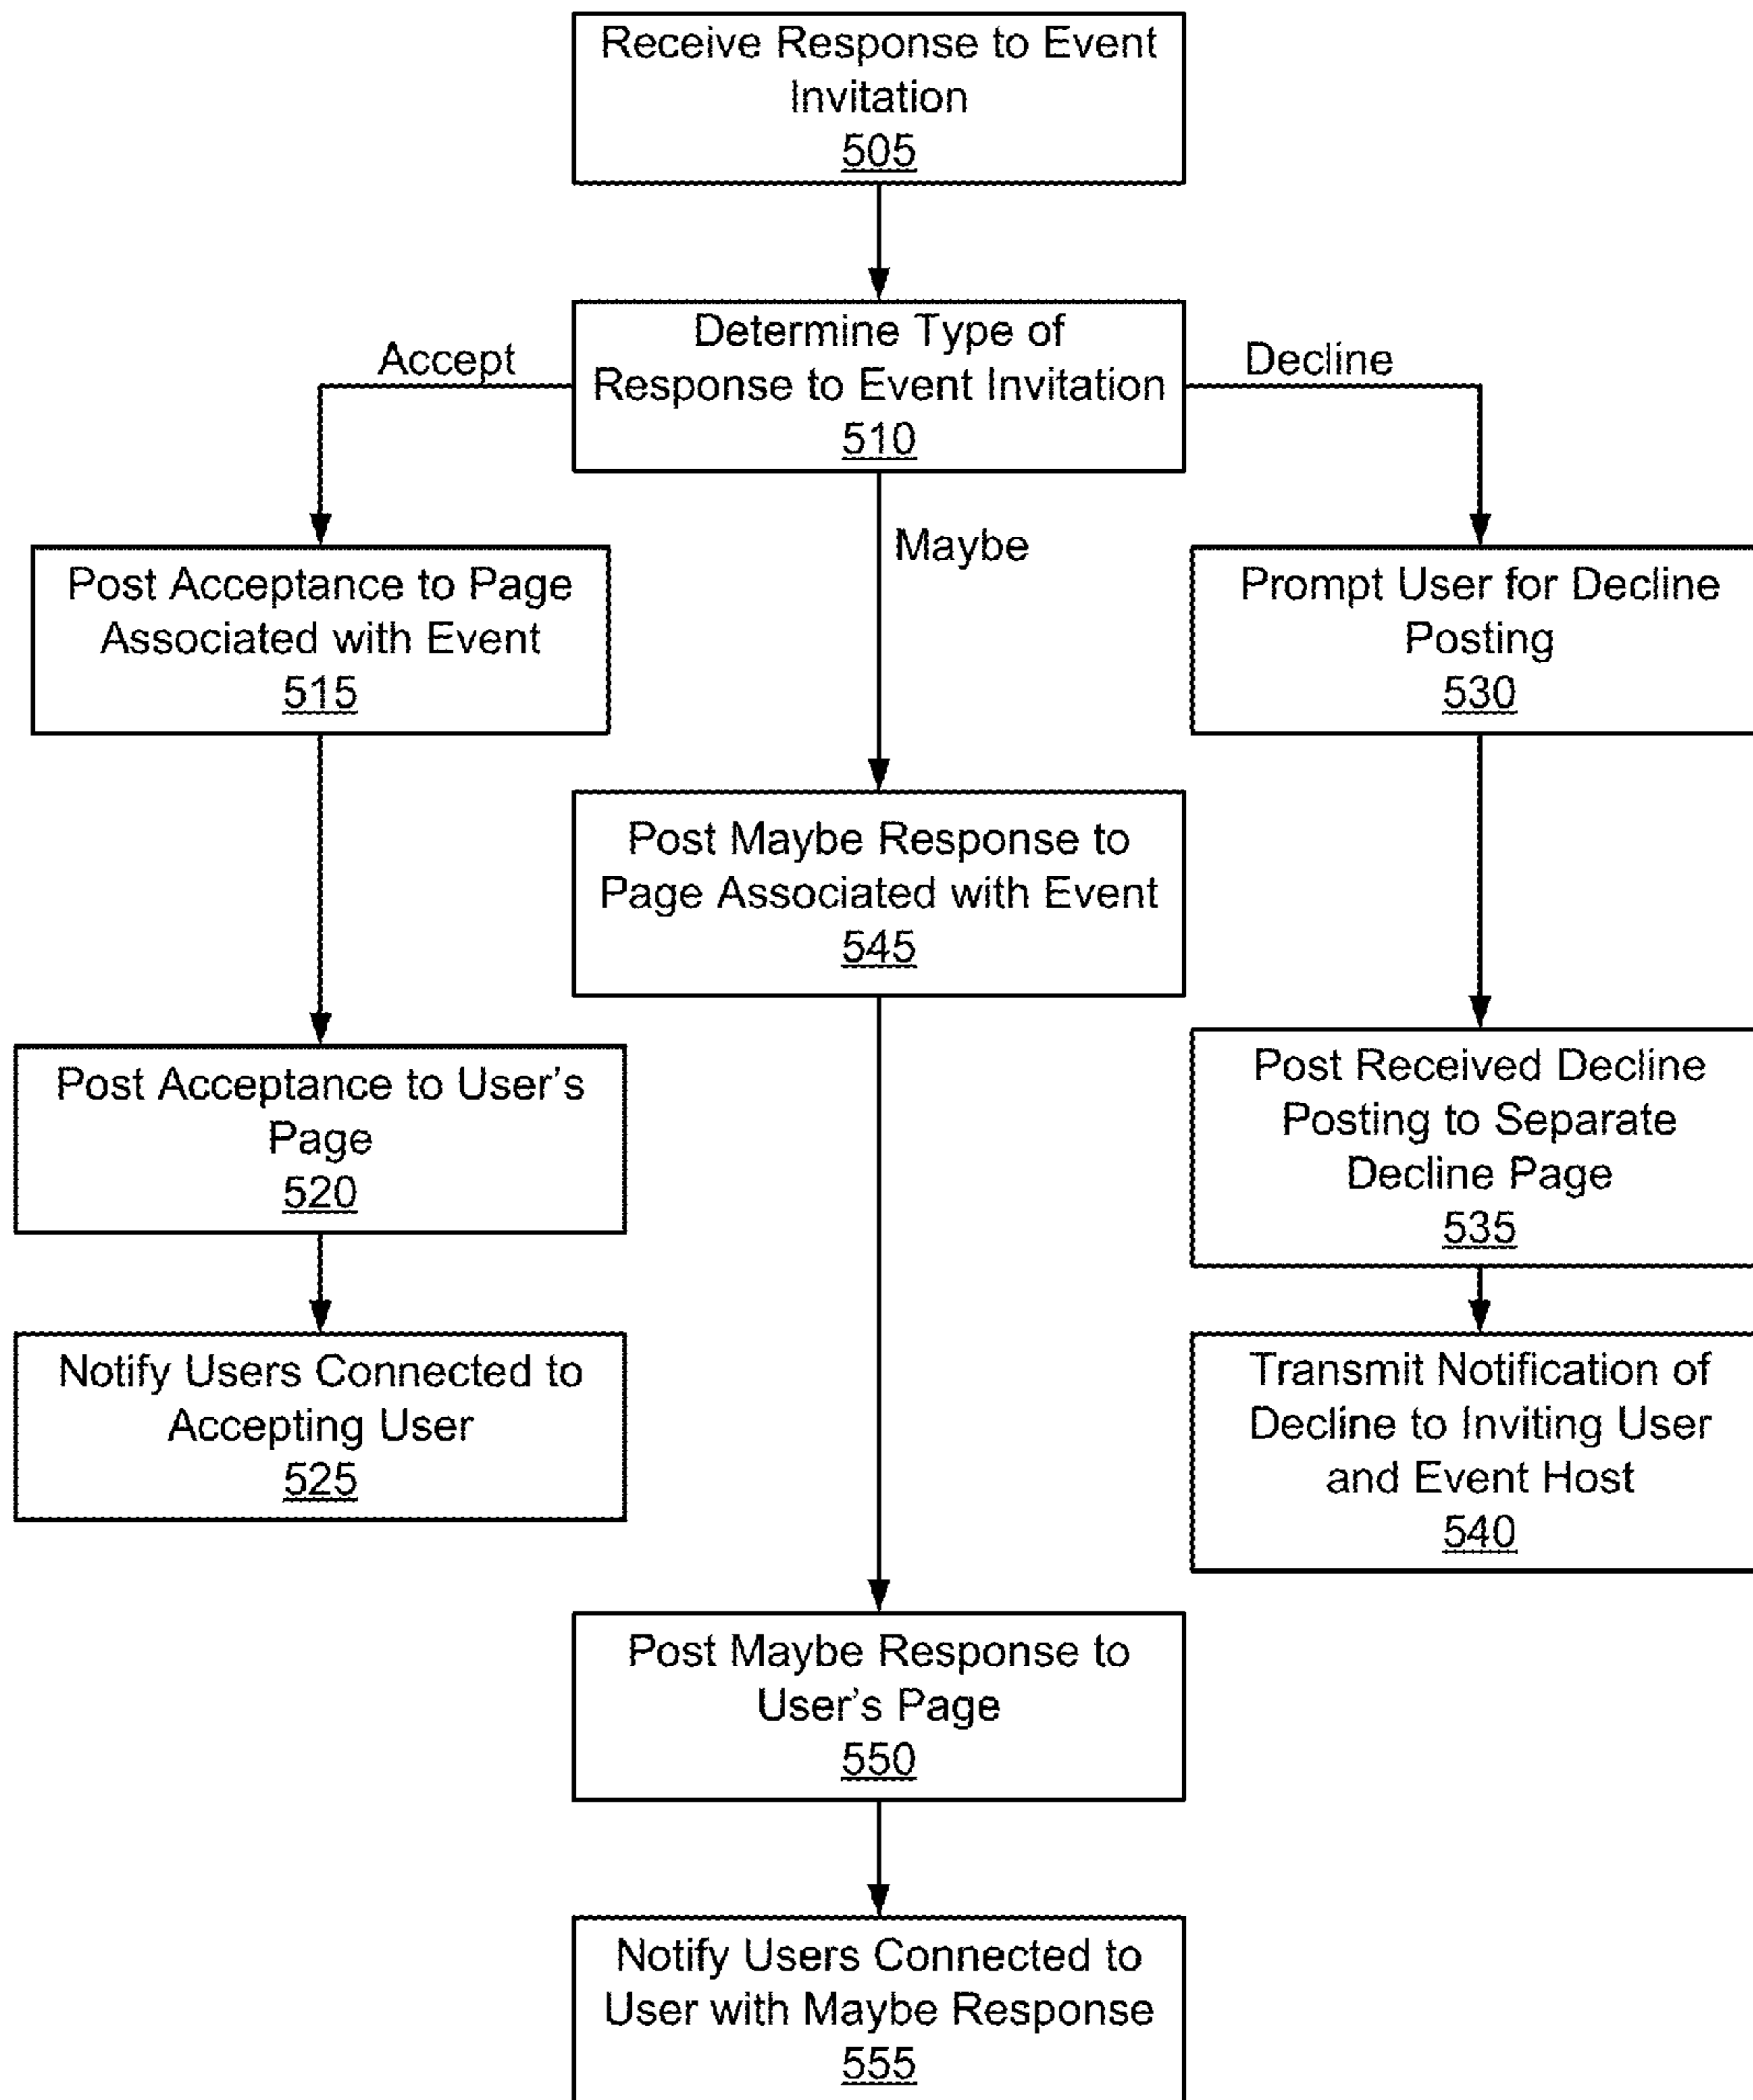 Receive Response to Event
Invitation
505
Determine Type of
Response to Event Invitation
510
Accept
Decline
Maybe
Post Acceptance to Page
Associated with Event
515
Prompt User for Decline
Posting
530
Post Maybe Response to
Page Associated with Event
545
Post Acceptance to User's
Page
520
Post Received Decline
Posting to Separate
Decline Page
535
Notify Users Connected to
Accepting User
525
Transmit Notification of
Decline to Inviting User
and Event Host
540
Post Maybe Response to
User's Page
550
Notify Users Connected to
User with Maybe Response
555